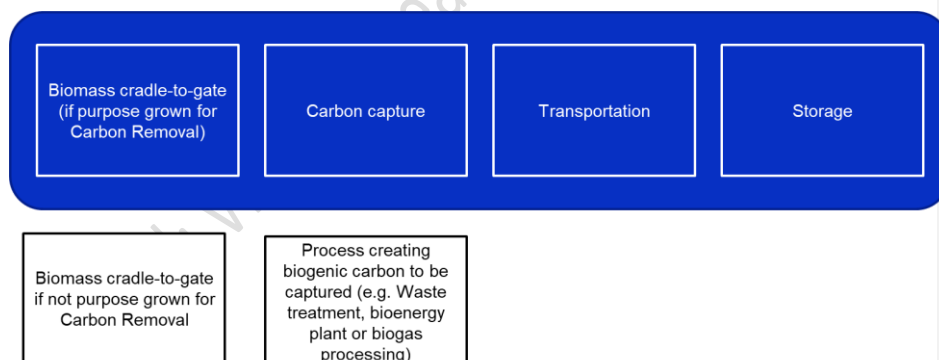 Biomass cradle-to-gate
(if purpose grown for
Carbon Removal)
Carbon capture
Transportation
Storage
Biomass cradle-to-gate
if not purpose grown for
Carbon Removal
Process creating
biogenic carbon to be
captured (e.g. Waste
treatment, bioenergy
plant or biogas
processing)